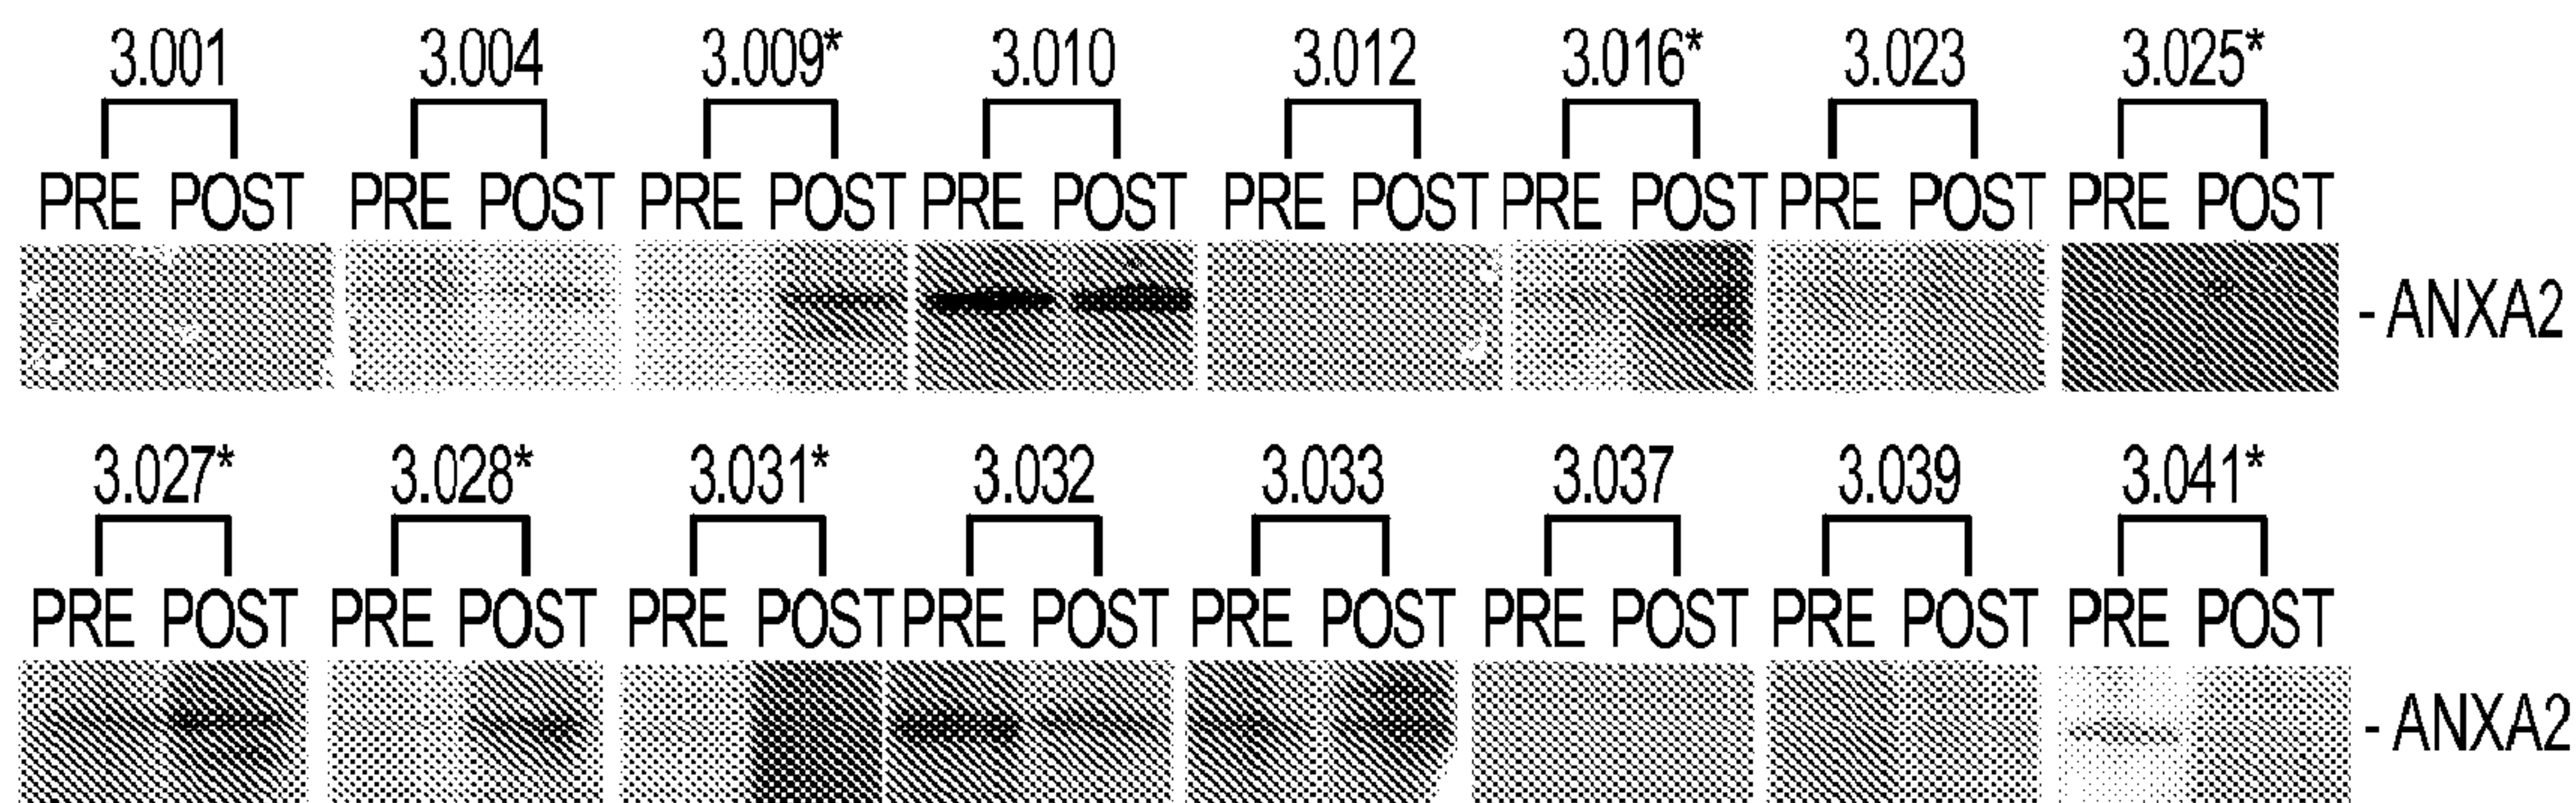 3.001 3.004 3.009* 3.010 3.012 3.016* 3.023 3.025*
PRE POST PRE POST PRE POST PRE POST PRE POST PRE POST PRE POST PRE POST
- ANXA2
3.027* 3.028* 3.031* 3.032 3.033 3.037 3.039 3.041*
PRE POST PRE POST PRE POST PRE POST PRE POST PRE POST PRE POST PRE POST
- ANXA2